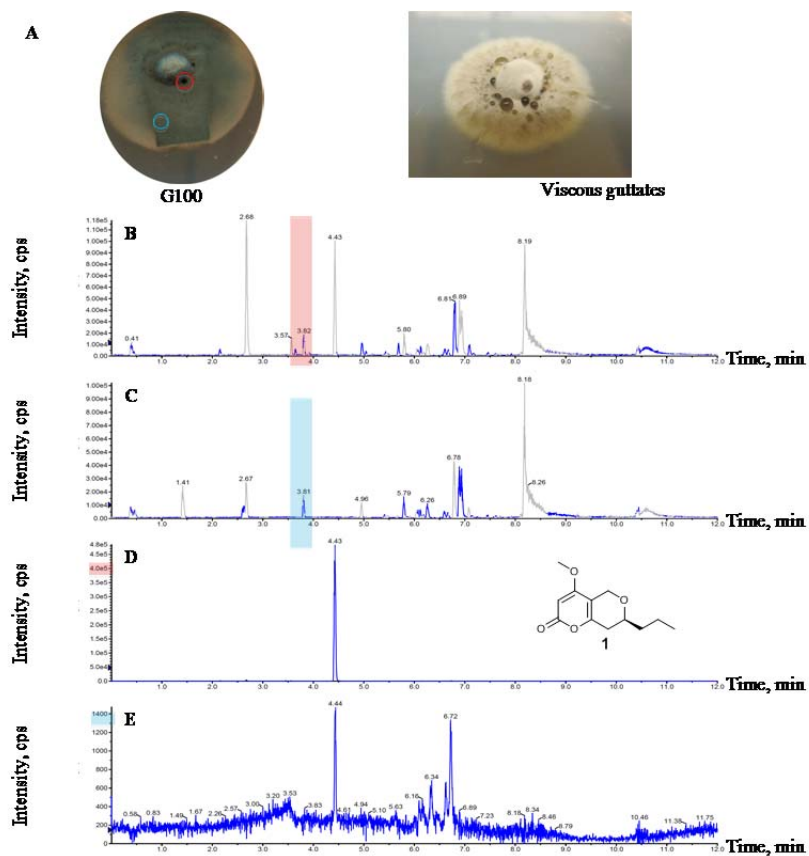 A
G100
Viscous guttates
B
Intensity, cps
1.18e5
1.00e5
9.00e4
8.00e4
7.00e4
6.00e4
5.00e4
4.00e4
3.00e4
2.00e4
1.00e4
0.00
0.41
2.68
3.57
3.82
4.43
5.80
6.81
6.89
8.19
1.0 2.0 3.0 4.0 5.0 6.0 7.0 8.0 9.0 10.0 11.0 12.0
Time, min
C
Intensity, cps
1.00e5
9.00e4
8.00e4
7.00e4
6.00e4
5.00e4
4.00e4
3.00e4
2.00e4
1.00e4
0.00
1.41
2.67
3.81
4.96
5.79
6.26
6.78
8.18
8.26
1.0 2.0 3.0 4.0 5.0 6.0 7.0 8.0 9.0 10.0 11.0 12.0
Time, min
D
Intensity, cps
4.8e5
4.5e5
4.0e5
3.5e5
3.0e5
2.5e5
2.0e5
1.5e5
1.0e5
5.0e4
0.0
4.43
O
O
O
O
1
1.0 2.0 3.0 4.0 5.0 6.0 7.0 8.0 9.0 10.0 11.0 12.0
Time, min
E
Intensity, cps
1400
1200
1000
800
600
400
200
0
0.58
0.83
1.49
1.67
2.26
2.57
3.00
3.20
3.53
3.83
4.44
4.61
4.94
5.10
5.63
6.16
6.34
6.72
6.89
7.23
8.18
8.34
8.46
8.79
10.46
11.38
11.75
1.0 2.0 3.0 4.0 5.0 6.0 7.0 8.0 9.0 10.0 11.0 12.0
Time, min